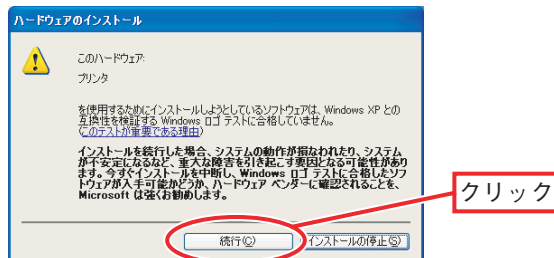 ハードウェアのインストール
このハードウェア:
プリンタ
を使用するためにインストールしようとしているソフトウェアは、Windows XP との
互換性を検証する Windows ロゴ テストに合格していません。
(このテストが重要である理由)
インストールを続行した場合、システムの動作が損なわれたり、システム
が不安定になるなど、重大な障害を引き起こす要因となる可能性があり
ます。今すぐインストールを中断し、Windows ロゴ テストに合格したソフ
トウェアが入手可能かどうか、ハードウェア ベンダーに確認されることを、
Microsoft は強くお勧めします。
クリック
続行(C) インストールの停止(S)